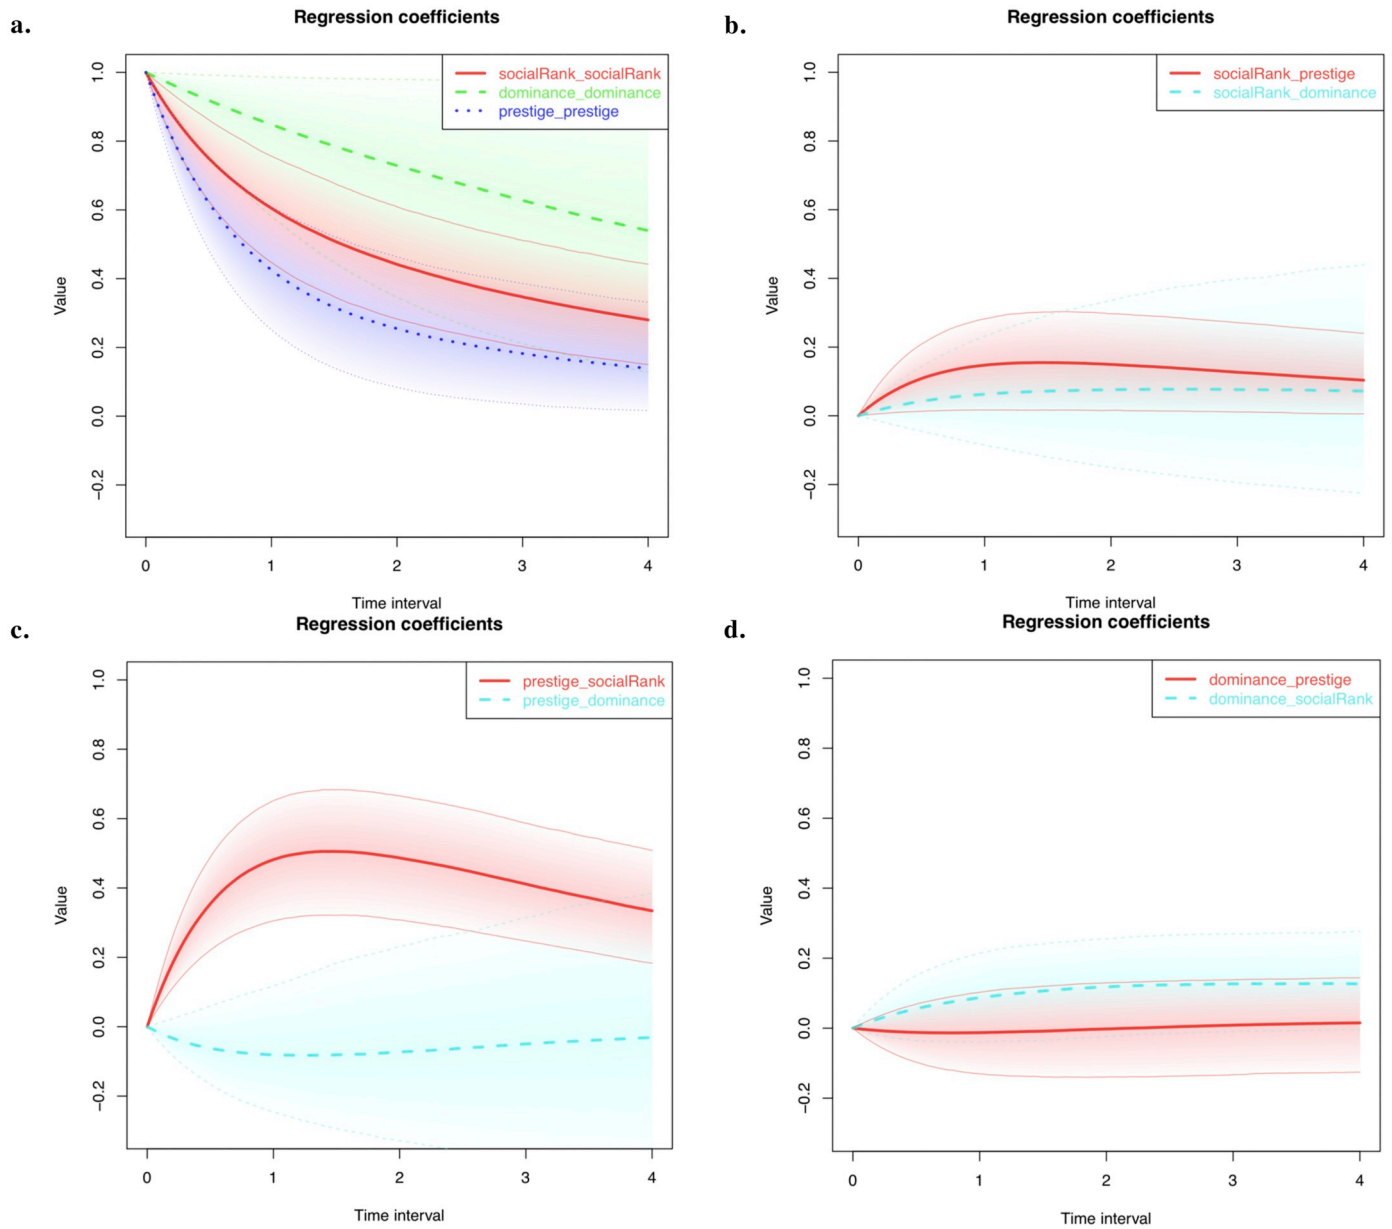 a.
Regression coefficients
socialRank_socialRank
dominance_dominance
prestige_prestige
Value
1.0
0.8
0.6
0.4
0.2
0.0
−0.2
0 1 2 3 4
Time interval
b.
Regression coefficients
socialRank_prestige
socialRank_dominance
Value
1.0
0.8
0.6
0.4
0.2
0.0
−0.2
0 1 2 3 4
Time interval
c.
Regression coefficients
prestige_socialRank
prestige_dominance
Value
1.0
0.8
0.6
0.4
0.2
0.0
−0.2
0 1 2 3 4
Time interval
d.
Regression coefficients
dominance_prestige
dominance_socialRank
Value
1.0
0.8
0.6
0.4
0.2
0.0
−0.2
0 1 2 3 4
Time interval